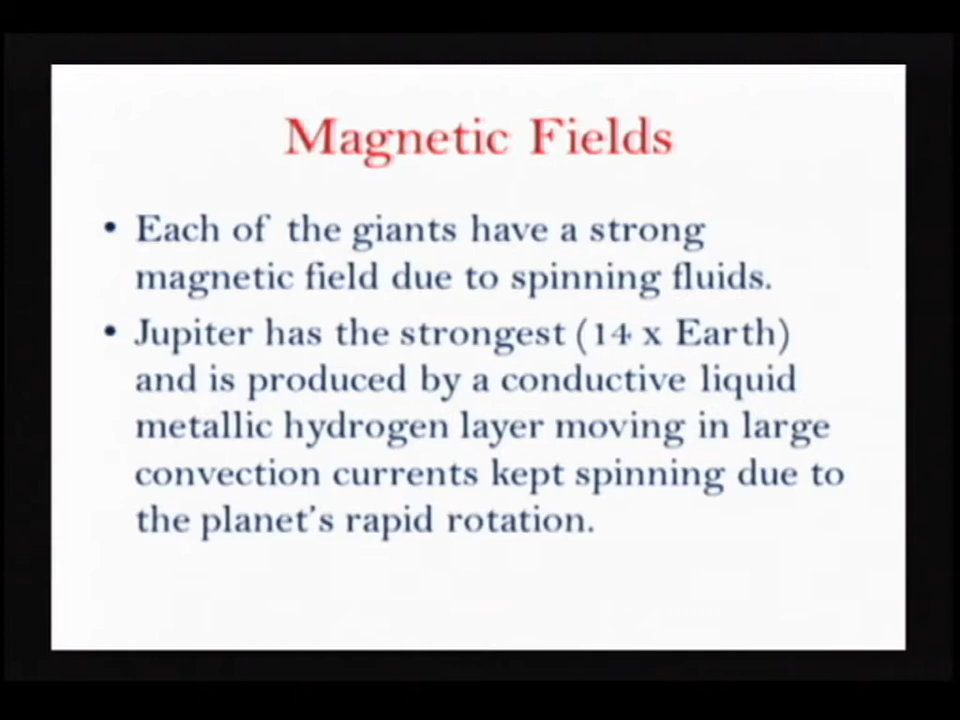 Magnetic Fields
• Each of the giants have a strong
magnetic field due to spinning fluids.
• Jupiter has the strongest (14 x Earth)
and is produced by a conductive liquid
metallic hydrogen layer moving in large
convection currents kept spinning due to
the planet's rapid rotation.